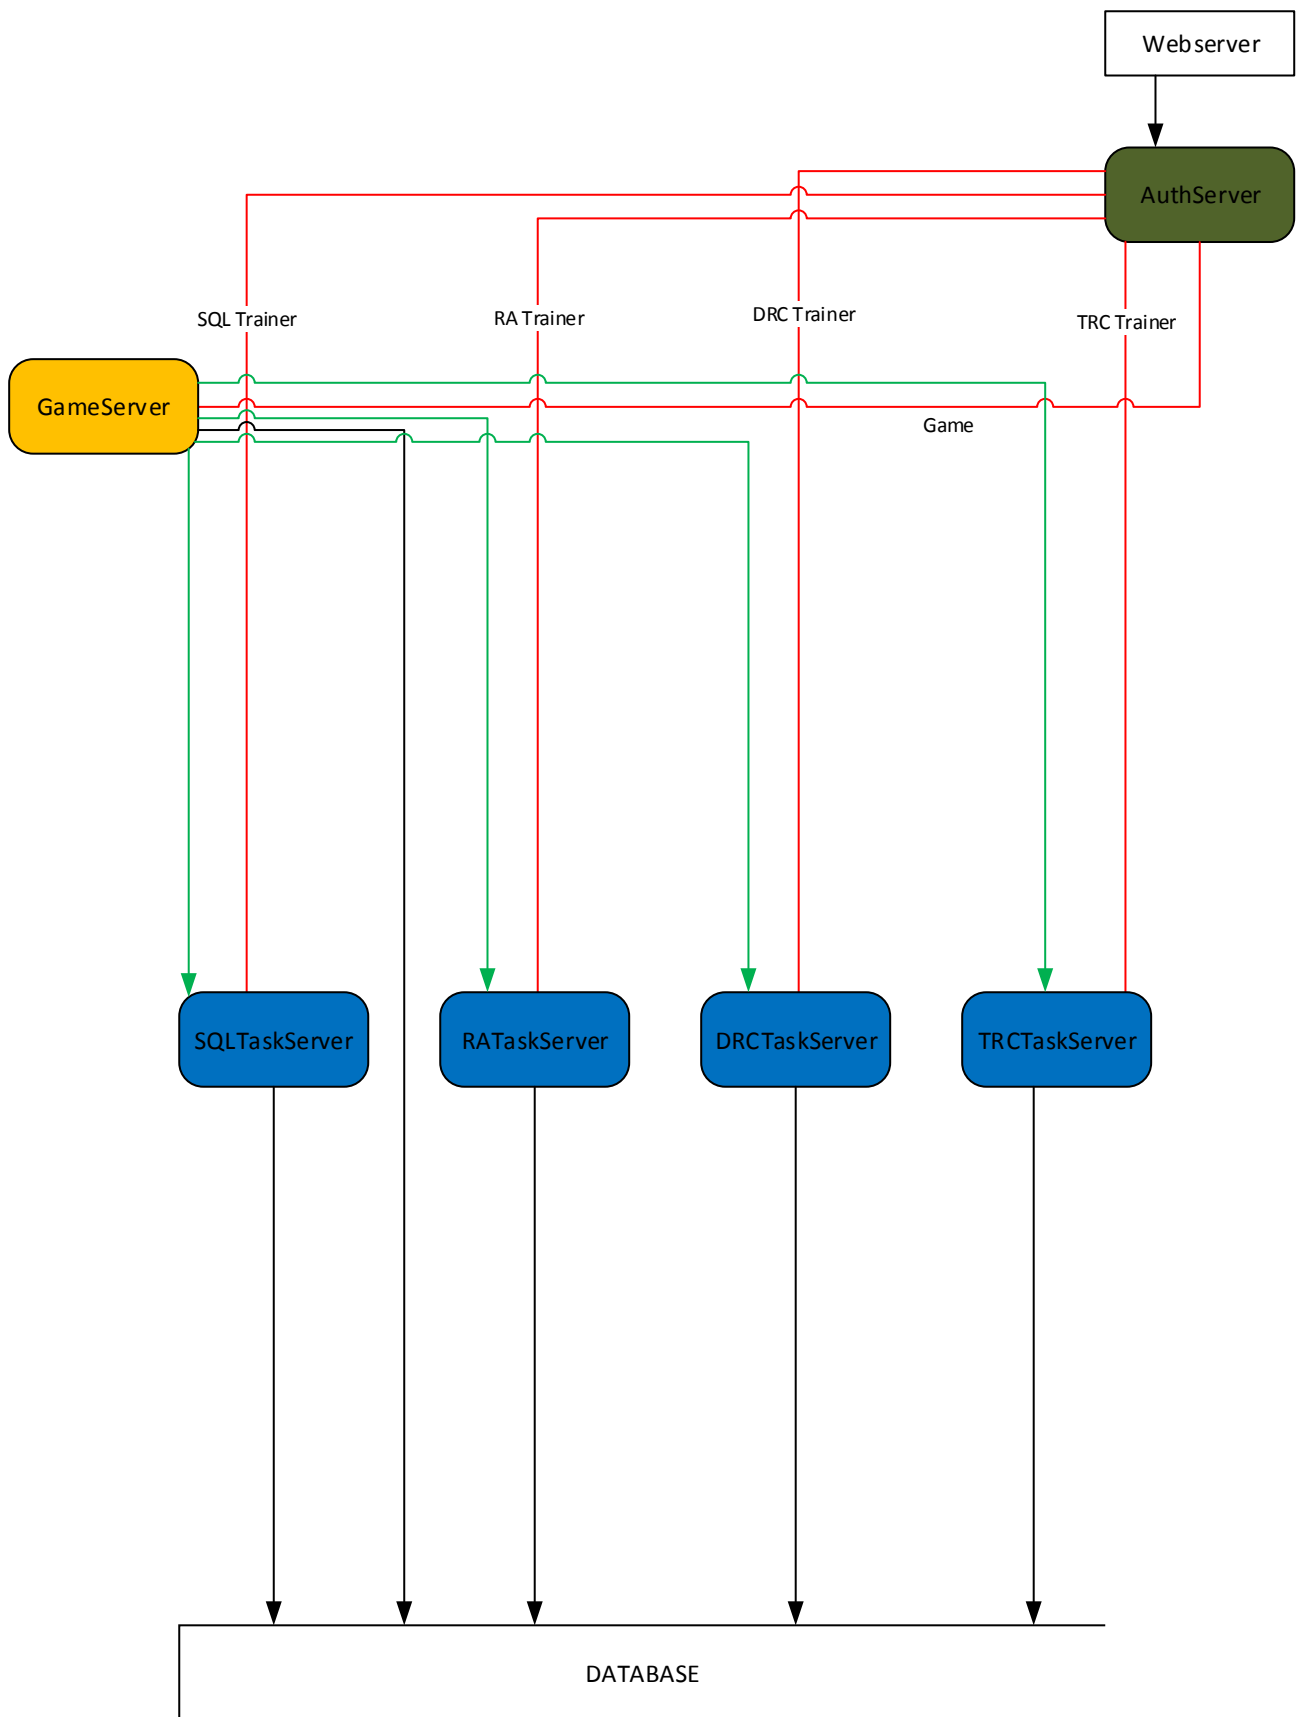 Webserver
AuthServer
SQL Trainer
RA Trainer
DRC Trainer
TRC Trainer
GameServer
Game
SQLTaskServer
RATaskServer
DRCTaskServer
TRCTaskServer
DATABASE